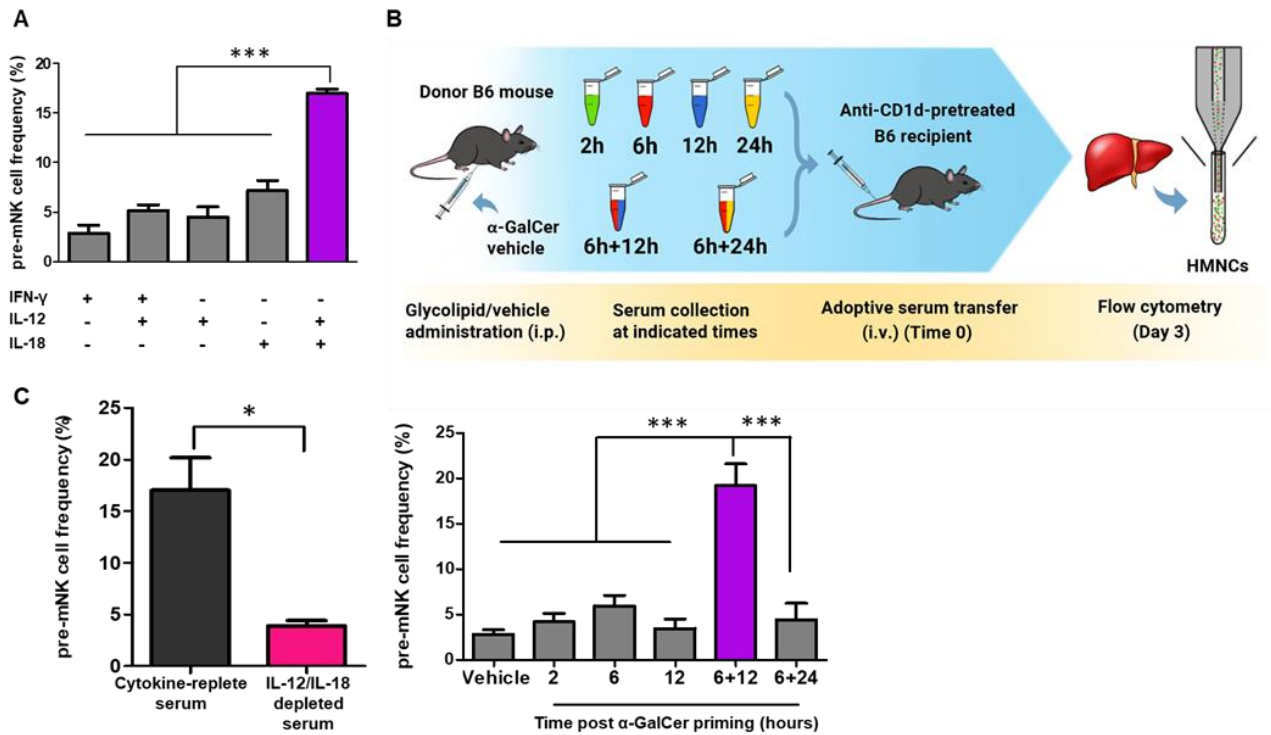 A
pre-mNK cell frequency (%)
20
15
10
5
0
***
IFN-γ + + - - -
IL-12 - + + - +
IL-18 - - - + +
B
Donor B6 mouse
α-GalCer
vehicle
2h 6h 12h 24h
6h+12h 6h+24h
Anti-CD1d-pretreated
B6 recipient
HMNCs
Glycolipid/vehicle
administration (i.p.)
Serum collection
at indicated times
Adoptive serum transfer
(i.v.) (Time 0)
Flow cytometry
(Day 3)
C
pre-mNK cell frequency (%)
25
20
15
10
5
0
*
Cytokine-replete
serum
IL-12/IL-18
depleted
serum
pre-mNK cell frequency (%)
25
20
15
10
5
0
*** ***
Vehicle 2 6 12 6+12 6+24
Time post α-GalCer priming (hours)